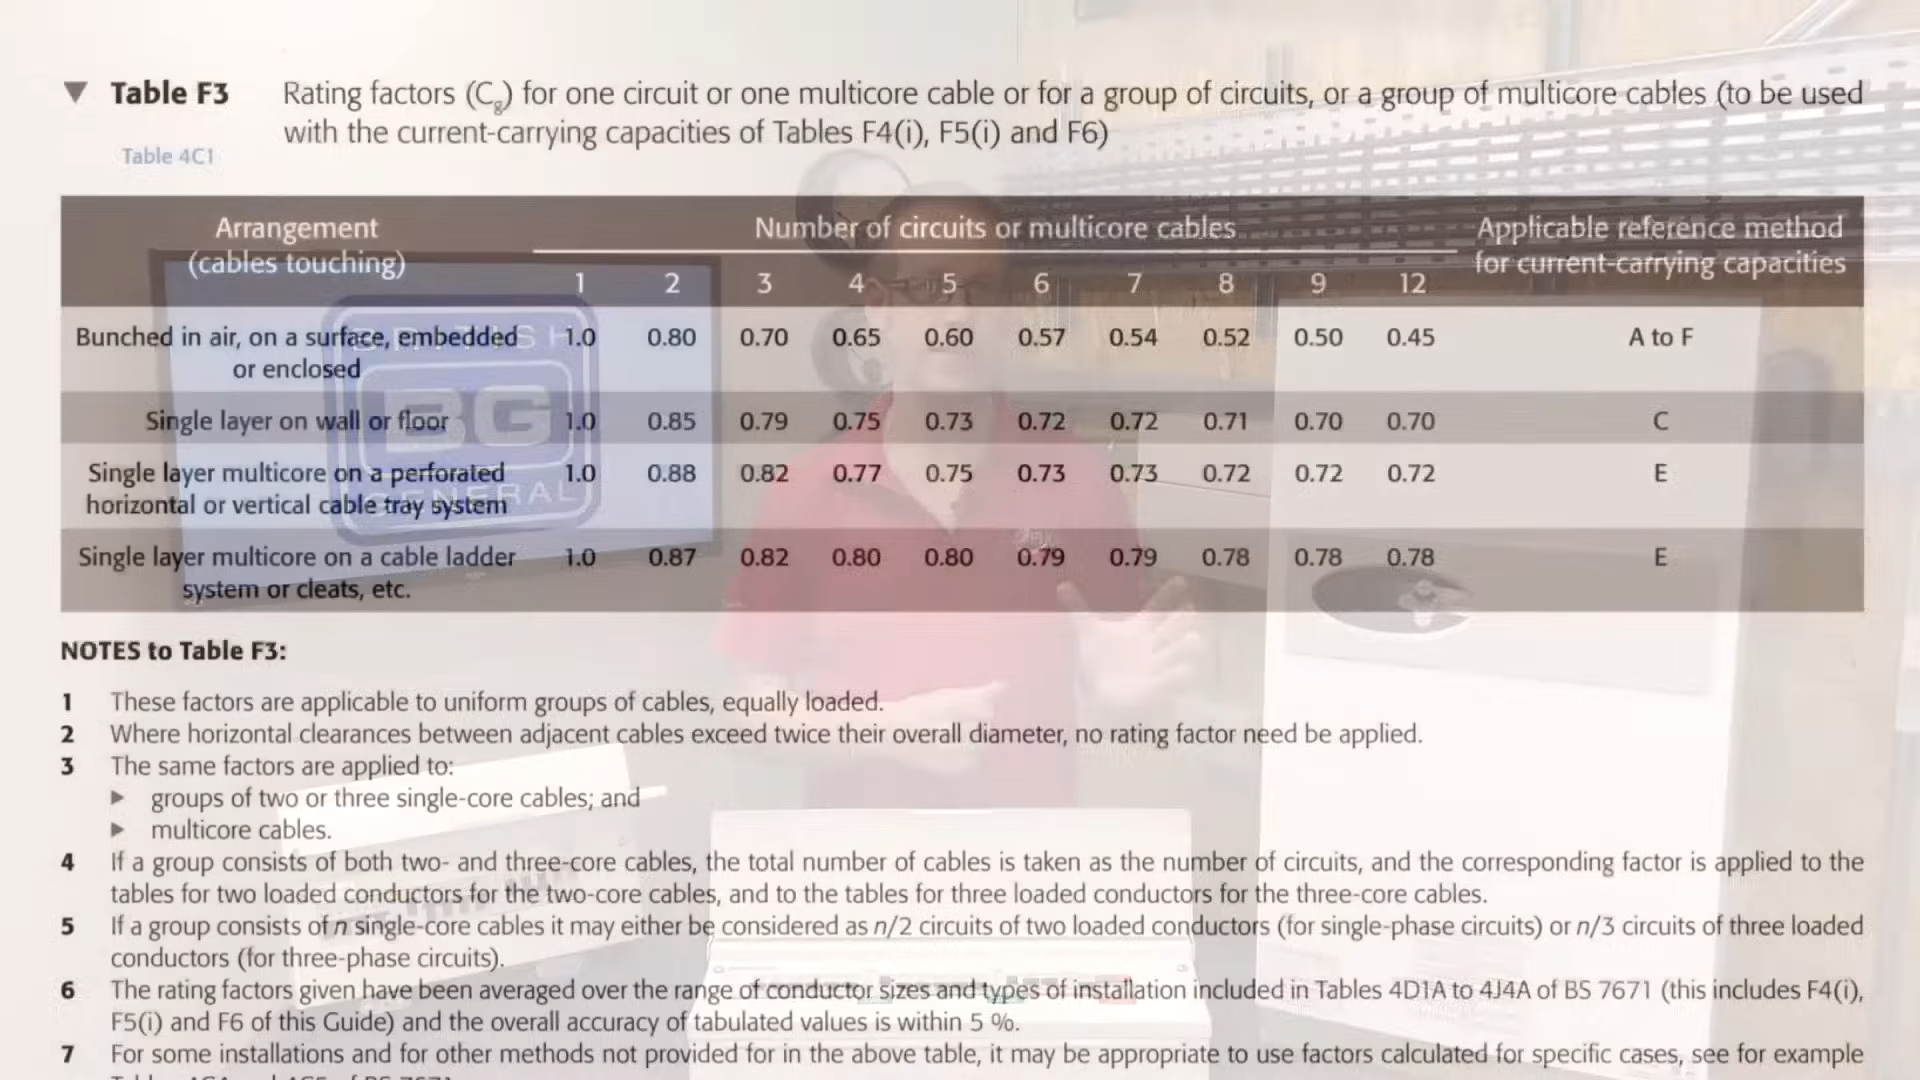 ▼ Table F3 Rating factors (Cg) for one circuit or one multicore cable or for a group of circuits, or a group of multicore cables (to be used
with the current-carrying capacities of Tables F4(i), F5(i) and F6)
Table 4C1
Arrangement Number of circuits or multicore cables Applicable reference method
(cables touching) for current-carrying capacities
1 2 3 4 5 6 7 8 9 12
Bunched in air, on a surface, embedded 1.0 0.80 0.70 0.65 0.60 0.57 0.54 0.52 0.50 0.45 A to F
or enclosed
Single layer on wall or floor 1.0 0.85 0.79 0.75 0.73 0.72 0.72 0.71 0.70 0.70 C
Single layer multicore on a perforated 1.0 0.88 0.82 0.77 0.75 0.73 0.73 0.72 0.72 0.72 E
horizontal or vertical cable tray system
Single layer multicore on a cable ladder 1.0 0.87 0.82 0.80 0.80 0.79 0.79 0.78 0.78 0.78 E
system or cleats, etc.
BRITISH
BG
GENERAL
NOTES to Table F3:
1 These factors are applicable to uniform groups of cables, equally loaded.
2 Where horizontal clearances between adjacent cables exceed twice their overall diameter, no rating factor need be applied.
3 The same factors are applied to:
▶ groups of two or three single-core cables; and
▶ multicore cables.
4 If a group consists of both two- and three-core cables, the total number of cables is taken as the number of circuits, and the corresponding factor is applied to the
tables for two loaded conductors for the two-core cables, and to the tables for three loaded conductors for the three-core cables.
5 If a group consists of n single-core cables it may either be considered as n/2 circuits of two loaded conductors (for single-phase circuits) or n/3 circuits of three loaded
conductors (for three-phase circuits).
6 The rating factors given have been averaged over the range of conductor sizes and types of installation included in Tables 4D1A to 4J4A of BS 7671 (this includes F4(i),
F5(i) and F6 of this Guide) and the overall accuracy of tabulated values is within 5 %.
7 For some installations and for other methods not provided for in the above table, it may be appropriate to use factors calculated for specific cases, see for example